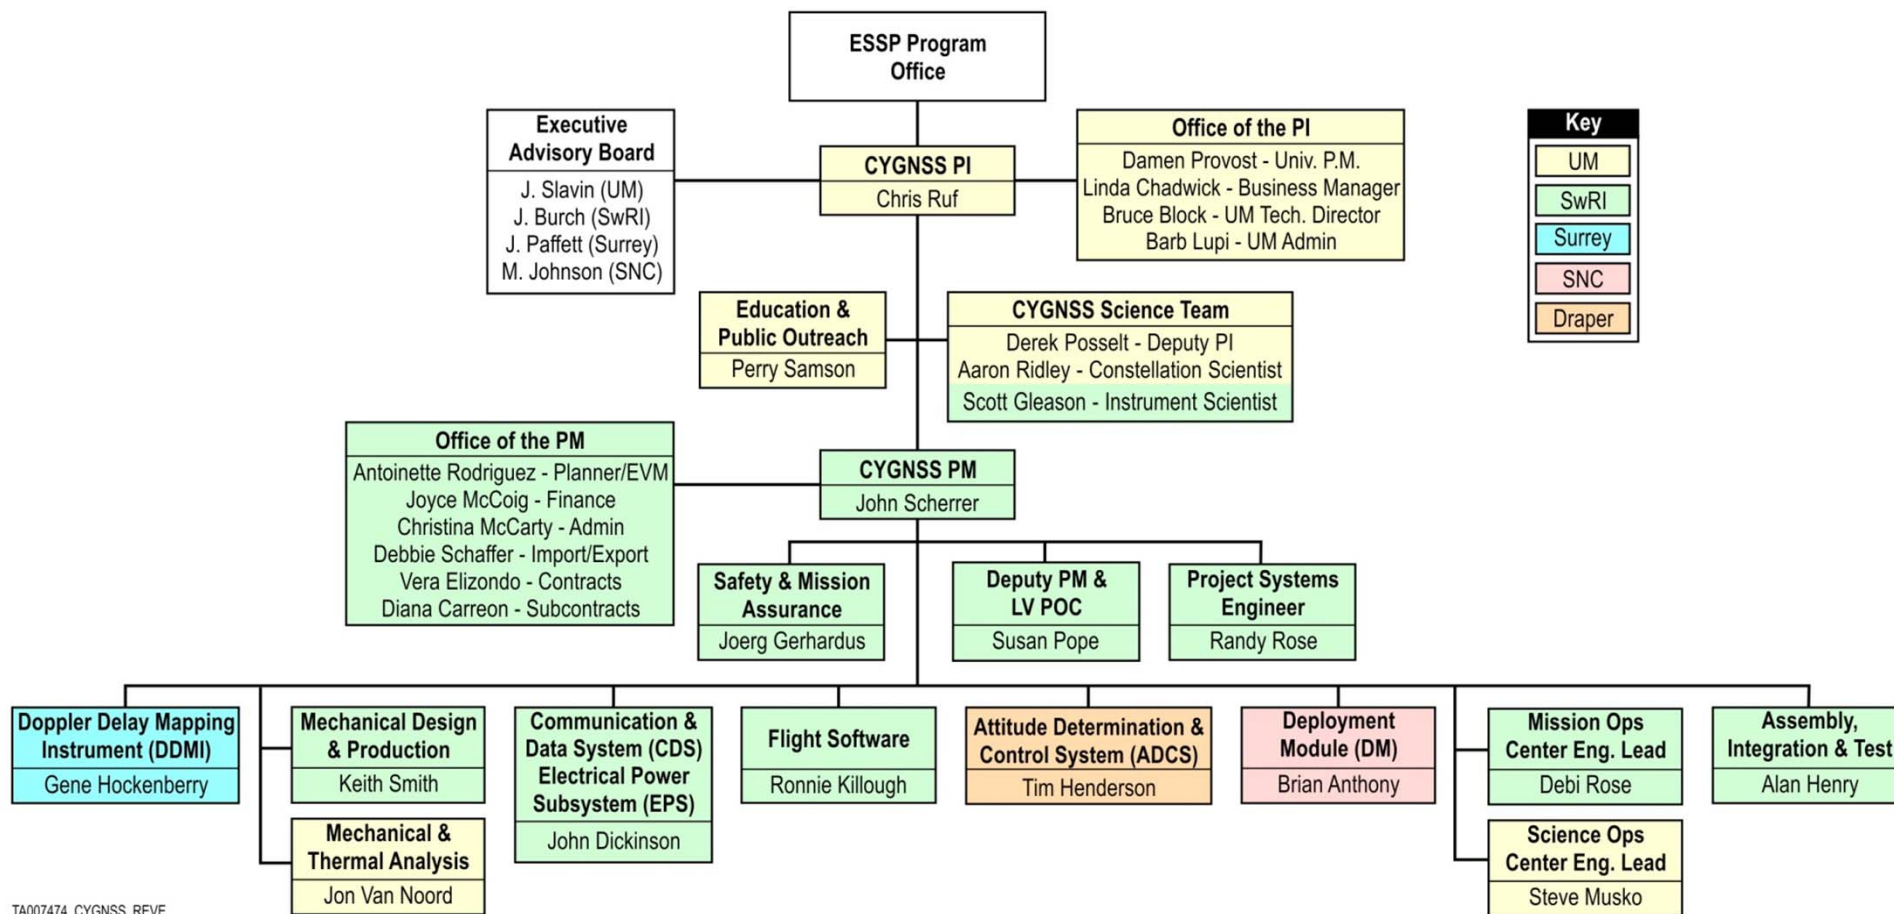 ESSP Program
Office
Executive
Advisory Board
J. Slavin (UM)
J. Burch (SwRI)
J. Paffett (Surrey)
M. Johnson (SNC)
CYGNSS PI
Chris Ruf
Office of the PI
Damen Provost - Univ. P.M.
Linda Chadwick - Business Manager
Bruce Block - UM Tech. Director
Barb Lupi - UM Admin
Key
UM
SwRI
Surrey
SNC
Draper
Education &
Public Outreach
Perry Samson
CYGNSS Science Team
Derek Posselt - Deputy PI
Aaron Ridley - Constellation Scientist
Scott Gleason - Instrument Scientist
Office of the PM
Antoinette Rodriguez - Planner/EVM
Joyce McCoig - Finance
Christina McCarty - Admin
Debbie Schaffer - Import/Export
Vera Elizondo - Contracts
Diana Carreon - Subcontracts
CYGNSS PM
John Scherrer
Safety & Mission
Assurance
Joerg Gerhardus
Deputy PM &
LV POC
Susan Pope
Project Systems
Engineer
Randy Rose
Doppler Delay Mapping
Instrument (DDMI)
Gene Hockenberry
Mechanical Design
& Production
Keith Smith
Mechanical &
Thermal Analysis
Jon Van Noord
Communication &
Data System (CDS)
Electrical Power
Subsystem (EPS)
John Dickinson
Flight Software
Ronnie Killough
Attitude Determination &
Control System (ADCS)
Tim Henderson
Deployment
Module (DM)
Brian Anthony
Mission Ops
Center Eng. Lead
Debi Rose
Science Ops
Center Eng. Lead
Steve Musko
Assembly,
Integration & Test
Alan Henry
TA007474_CYGNSS_REVE